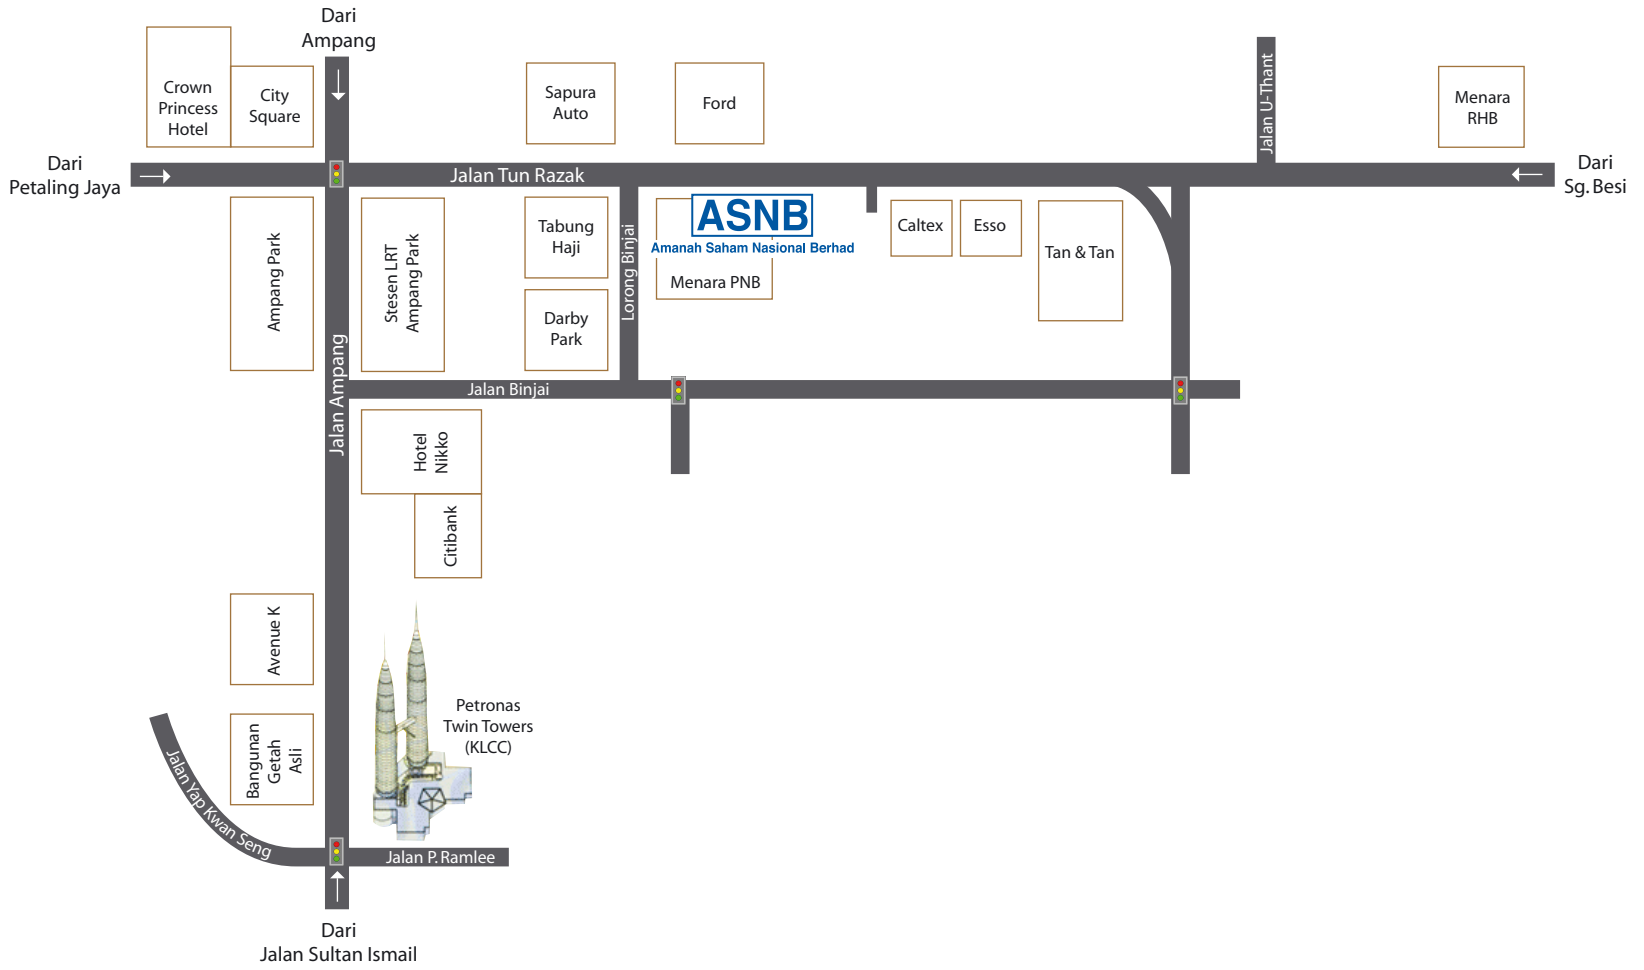 Dari
Ampang
Crown
Princess
Hotel
City
Square
Sapura
Auto
Ford
Jalan U-Thant
Menara
RHB
Dari
Petaling Jaya
Jalan Tun Razak
Dari
Sg. Besi
Ampang Park
Stesen LRT
Ampang Park
Tabung
Haji
Lorong Binjai
ASNB
Amanah Saham Nasional Berhad
Menara PNB
Caltex
Esso
Tan & Tan
Darby
Park
Jalan Ampang
Jalan Binjai
Hotel
Nikko
Citibank
Avenue K
Petronas
Twin Towers
(KLCC)
Bangunan
Getah
Asli
Jalan Yap Kwan Seng
Jalan P. Ramlee
Dari
Jalan Sultan Ismail